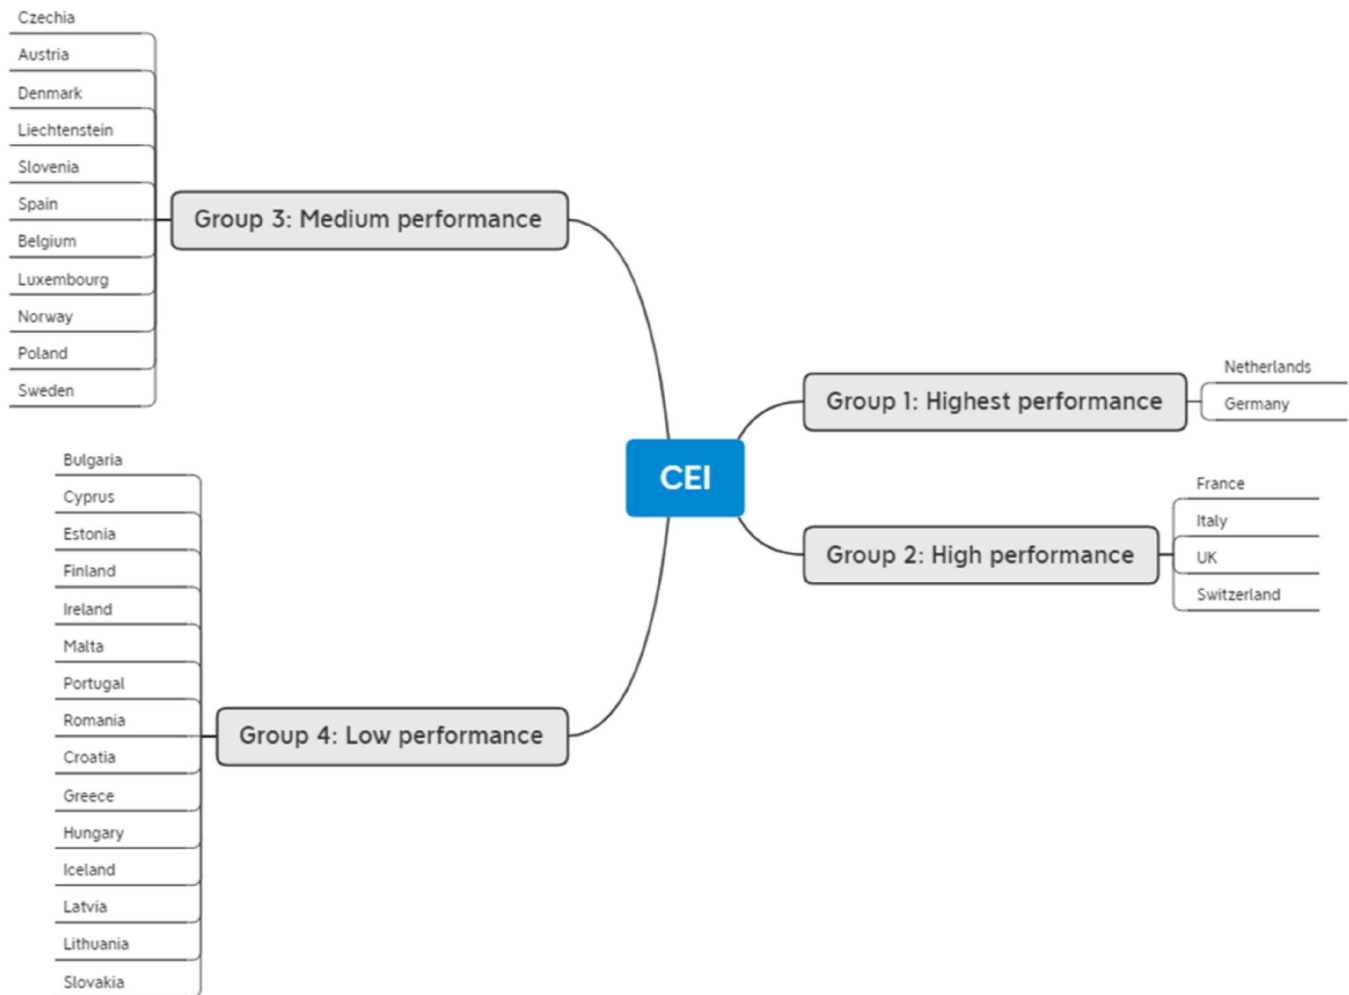 Czechia
Austria
Denmark
Liechtenstein
Slovenia
Spain
Belgium
Luxembourg
Norway
Poland
Sweden
Group 3: Medium performance
Bulgaria
Cyprus
Estonia
Finland
Ireland
Malta
Portugal
Romania
Croatia
Greece
Hungary
Iceland
Latvia
Lithuania
Slovakia
Group 4: Low performance
CEI
Group 1: Highest performance
Netherlands
Germany
Group 2: High performance
France
Italy
UK
Switzerland